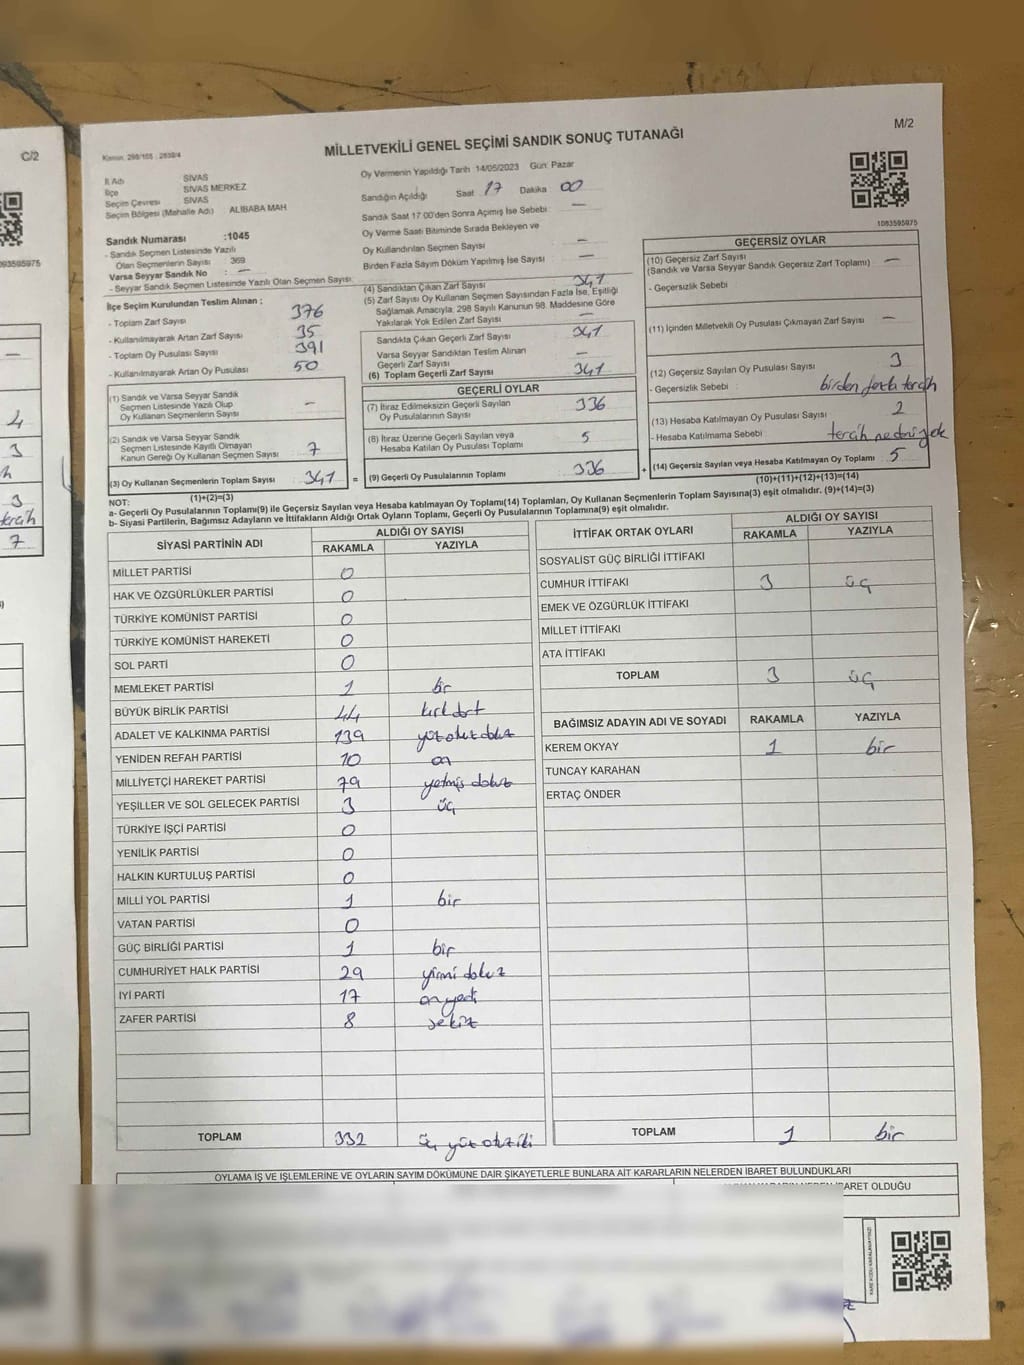 C/2
M/2
MİLLETVEKİLİ GENEL SEÇİMİ SANDIK SONUÇ TUTANAĞI
Kanun: 298/105 - 2839/4
İl Adı SİVAS
İlçe SİVAS MERKEZ
Seçim Çevresi SİVAS
Seçim Bölgesi (Mahalle Adı) ALİBABA MAH
Oy Vermenin Yapıldığı Tarih 14/05/2023 Gün: Pazar
Sandığın Açıldığı Saat 17 Dakika 00
Sandık Saat 17:00'den Sonra Açımış İse Sebebi: —
Oy Verme Saati Bitiminde Sırada Bekleyen ve
Oy Kullandırılan Seçmen Sayısı —
Birden Fazla Sayım Döküm Yapılmış İse Sayısı —
1083595975
Sandık Numarası :1045
- Sandık Seçmen Listesinde Yazılı
Olan Seçmenlerin Sayısı : 369
Varsa Seyyar Sandık No : —
- Seyyar Sandık Seçmen Listesinde Yazılı Olan Seçmen Sayısı:
İlçe Seçim Kurulundan Teslim Alınan ;
- Toplam Zarf Sayısı 376
- Kullanılmayarak Artan Zarf Sayısı 35
- Toplam Oy Pusulası Sayısı 391
- Kullanılmayarak Artan Oy Pusulası 50
(1) Sandık ve Varsa Seyyar Sandık
Seçmen Listesinde Yazılı Olup
Oy Kullanan Seçmenlerin Sayısı —
(2) Sandık ve Varsa Seyyar Sandık
Seçmen Listesinde Kayıtlı Olmayan
Kanun Gereği Oy Kullanan Seçmen Sayısı 7
(3) Oy Kullanan Seçmenlerin Toplam Sayısı 341 =
(1)+(2)=(3)
(4) Sandıktan Çıkan Zarf Sayısı 341
(5) Zarf Sayısı Oy Kullanan Seçmen Sayısından Fazla İse, Eşitliği
Sağlamak Amacıyla, 298 Sayılı Kanunun 98. Maddesine Göre
Yakılarak Yok Edilen Zarf Sayısı —
Sandıkta Çıkan Geçerli Zarf Sayısı 341
Varsa Seyyar Sandıktan Teslim Alınan
Geçerli Zarf Sayısı —
(6) Toplam Geçerli Zarf Sayısı 341
GEÇERLİ OYLAR
(7) İtiraz Edilmeksizin Geçerli Sayılan
Oy Pusulalarının Sayısı 336
(8) İtiraz Üzerine Geçerli Sayılan veya
Hesaba Katılan Oy Pusulası Toplamı 5
(9) Geçerli Oy Pusulalarının Toplamı 336 +
GEÇERSİZ OYLAR
(10) Geçersiz Zarf Sayısı —
(Sandık ve Varsa Seyyar Sandık Geçersiz Zarf Toplamı)
- Geçersizlik Sebebi
(11) İçinden Milletvekili Oy Pusulası Çıkmayan Zarf Sayısı —
(12) Geçersiz Sayılan Oy Pusulası Sayısı 3
- Geçersizlik Sebebi : birden fazla tercih
(13) Hesaba Katılmayan Oy Pusulası Sayısı 2
- Hesaba Katılmama Sebebi : tercih
(14) Geçersiz Sayılan veya Hesaba Katılmayan Oy Toplamı 5
(10)+(11)+(12)+(13)=(14)
NOT:
a- Geçerli Oy Pusulalarının Toplamı(9) ile Geçersiz Sayılan veya Hesaba katılmayan Oy Toplamı(14) Toplamları, Oy Kullanan Seçmenlerin Toplam Sayısına(3) eşit olmalıdır. (9)+(14)=(3)
b- Siyasi Partilerin, Bağımsız Adayların ve İttifakların Aldığı Ortak Oyların Toplamı, Geçerli Oy Pusulalarının Toplamına(9) eşit olmalıdır.
SİYASİ PARTİNİN ADI ALDIĞI OY SAYISI
RAKAMLA YAZIYLA
MİLLET PARTİSİ 0
HAK VE ÖZGÜRLÜKLER PARTİSİ 0
TÜRKİYE KOMÜNİST PARTİSİ 0
TÜRKİYE KOMÜNİST HAREKETİ 0
SOL PARTİ 0
MEMLEKET PARTİSİ 1 bir
BÜYÜK BİRLİK PARTİSİ 44 kırkdört
ADALET VE KALKINMA PARTİSİ 139 yüzotuzdokuz
YENİDEN REFAH PARTİSİ 10 on
MİLLİYETÇİ HAREKET PARTİSİ 79 yetmiş dokuz
YEŞİLLER VE SOL GELECEK PARTİSİ 3 üç
TÜRKİYE İŞÇİ PARTİSİ 0
YENİLİK PARTİSİ 0
HALKIN KURTULUŞ PARTİSİ 0
MİLLİ YOL PARTİSİ 1 bir
VATAN PARTİSİ 0
GÜÇ BİRLİĞİ PARTİSİ 1 bir
CUMHURİYET HALK PARTİSİ 29 yirmi dokuz
İYİ PARTİ 17 onyedi
ZAFER PARTİSİ 8 sekiz
TOPLAM 332 üç yüz otuziki
İTTİFAK ORTAK OYLARI ALDIĞI OY SAYISI
RAKAMLA YAZIYLA
SOSYALİST GÜÇ BİRLİĞİ İTTİFAKI
CUMHUR İTTİFAKI 3 üç
EMEK VE ÖZGÜRLÜK İTTİFAKI
MİLLET İTTİFAKI
ATA İTTİFAKI
TOPLAM 3 üç
BAĞIMSIZ ADAYIN ADI VE SOYADI RAKAMLA YAZIYLA
KEREM OKYAY 1 bir
TUNCAY KARAHAN
ERTAÇ ÖNDER
TOPLAM 1 bir
OYLAMA İŞ VE İŞLEMLERİNE VE OYLARIN SAYIM DÖKÜMÜNE DAİR ŞİKAYETLERLE BUNLARA AİT KARARLARIN NELERDEN İBARET BULUNDUKLARI
BARET OLDUĞU